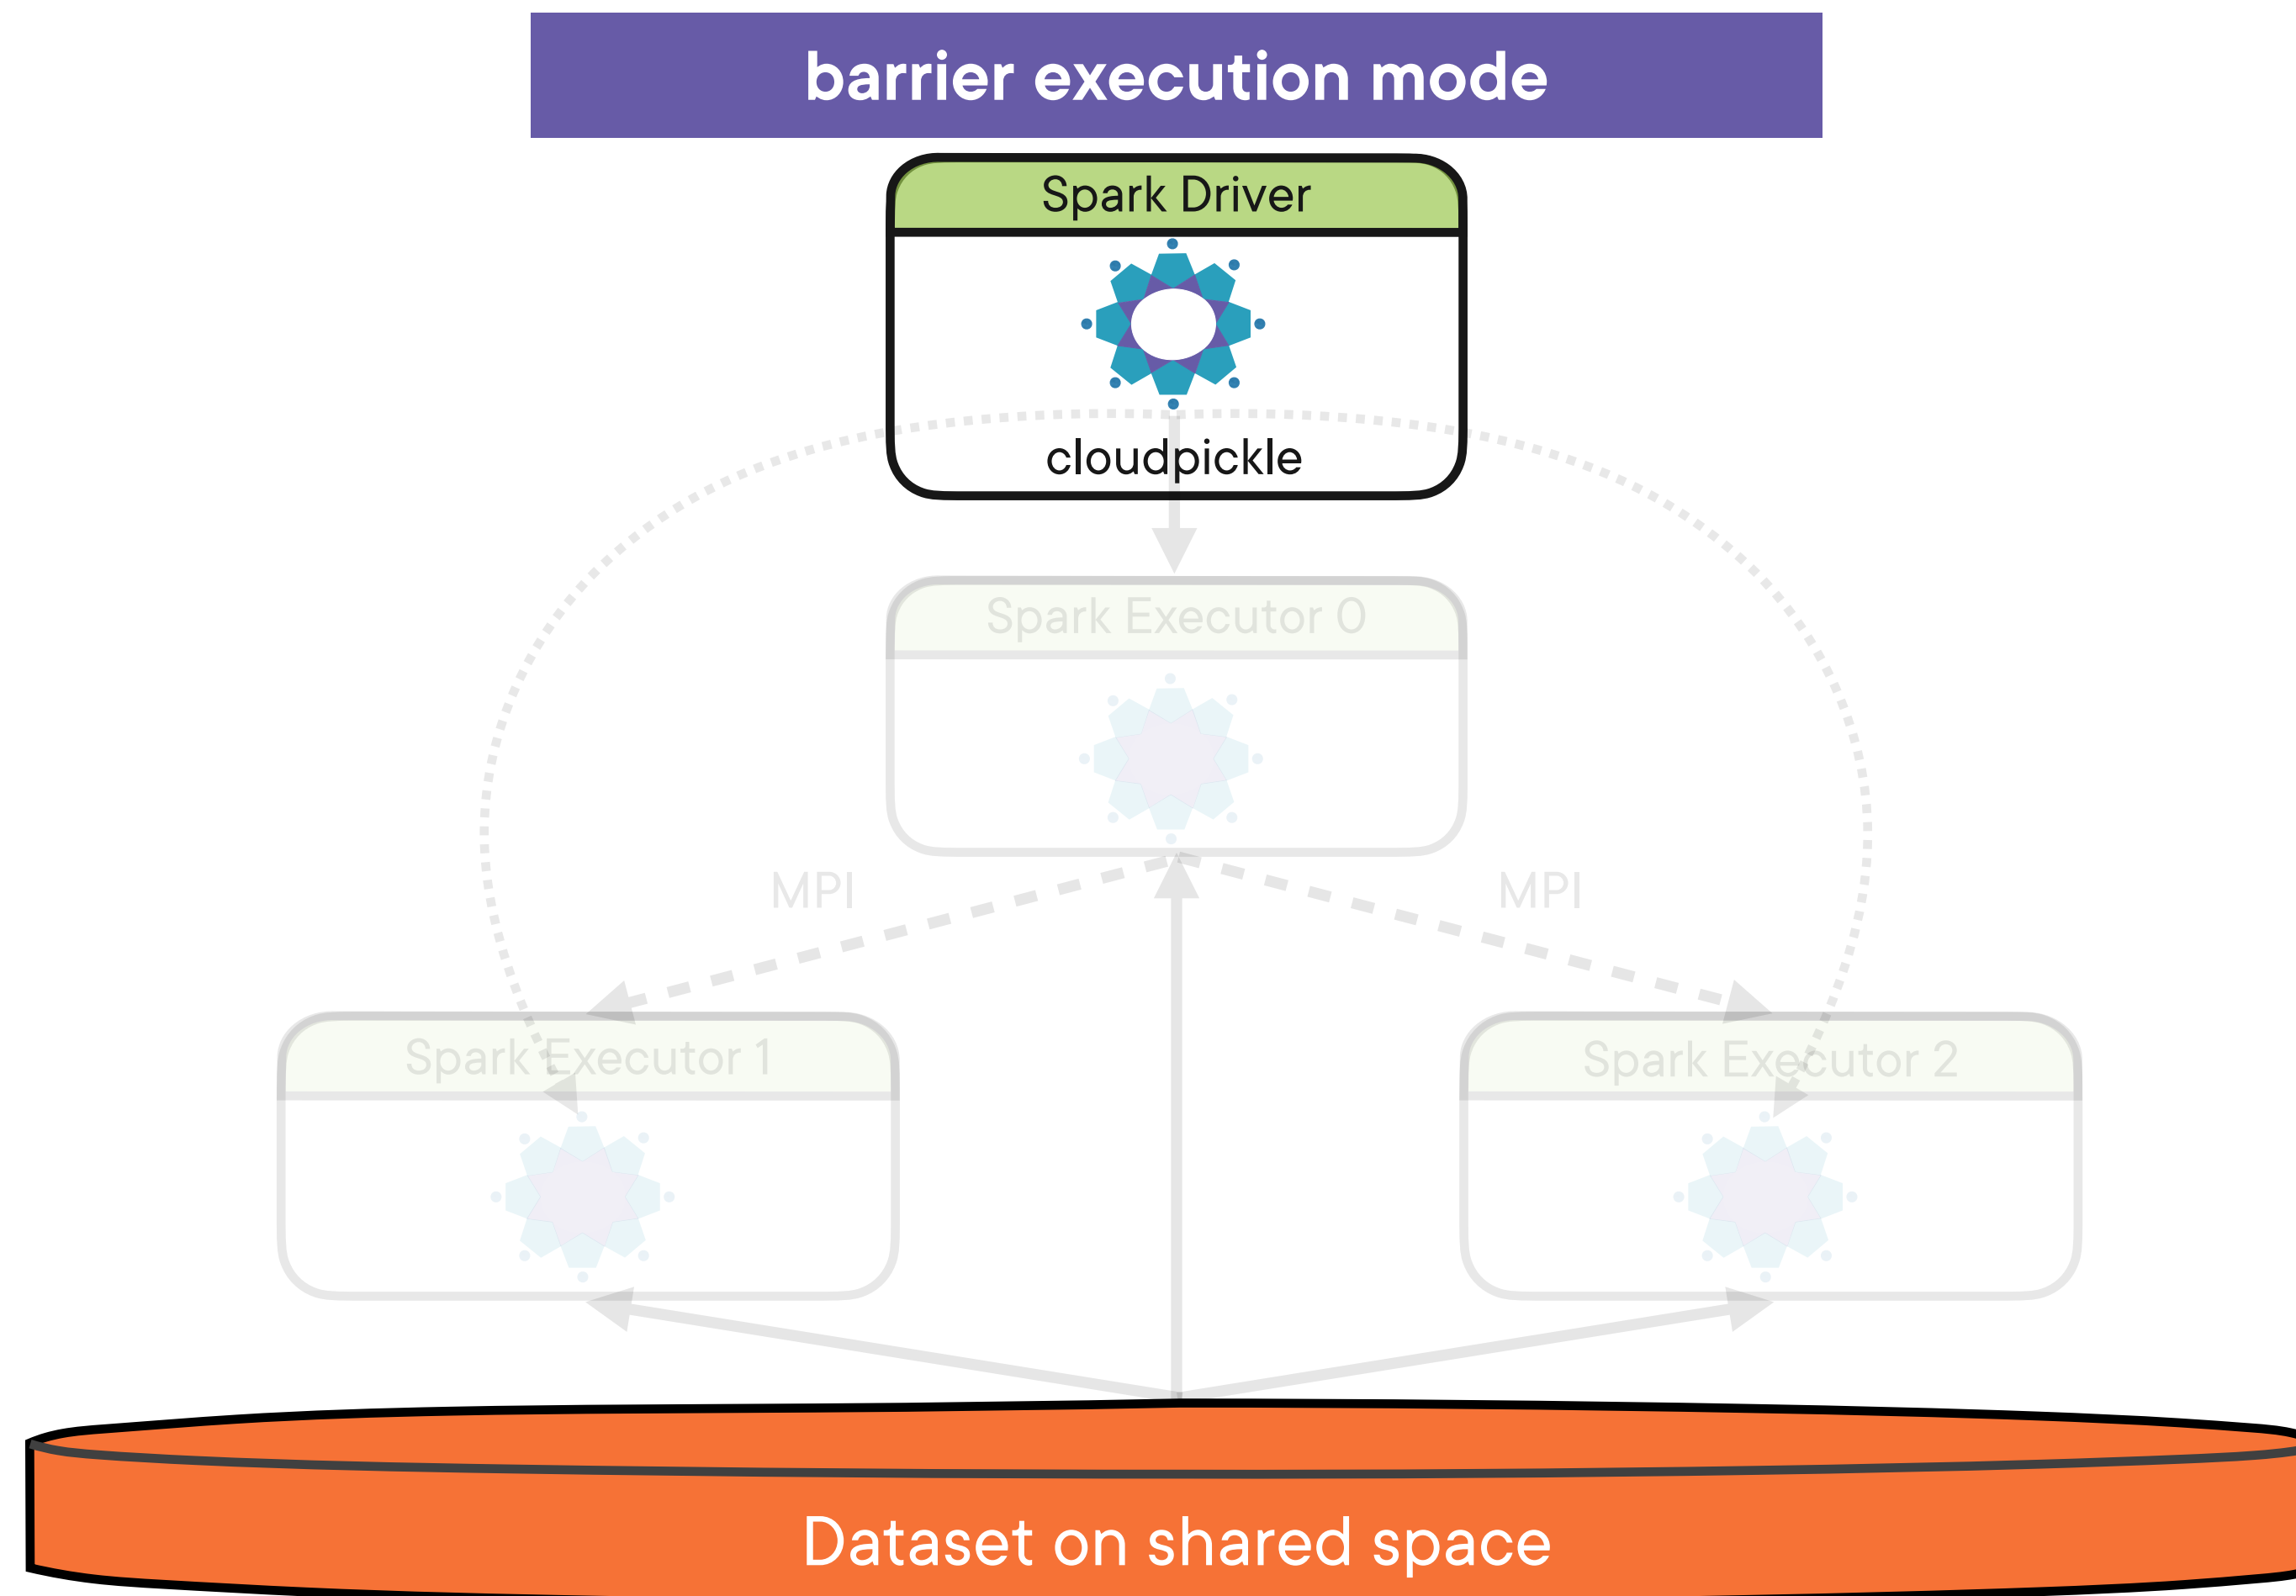 barrier execution mode
Spark Driver
cloudpickle
Spark Executor 0
MPI
MPI
Spark Executor 1
Spark Executor 2
Dataset on shared space